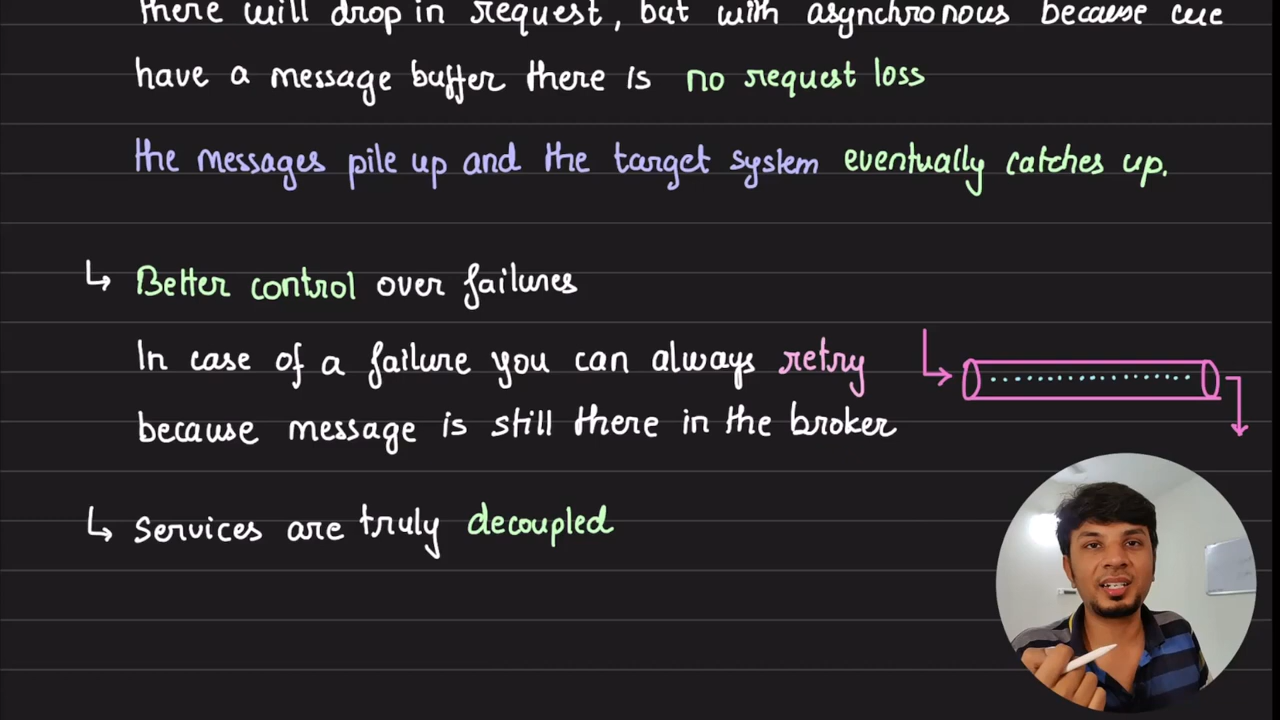 there will drop in request, but with asynchronous because we
have a message buffer there is no request loss
the messages pile up and the target system eventually catches up.
↳ Better control over failures
In case of a failure you can always retry
because message is still there in the broker
↳ Services are truly decoupled